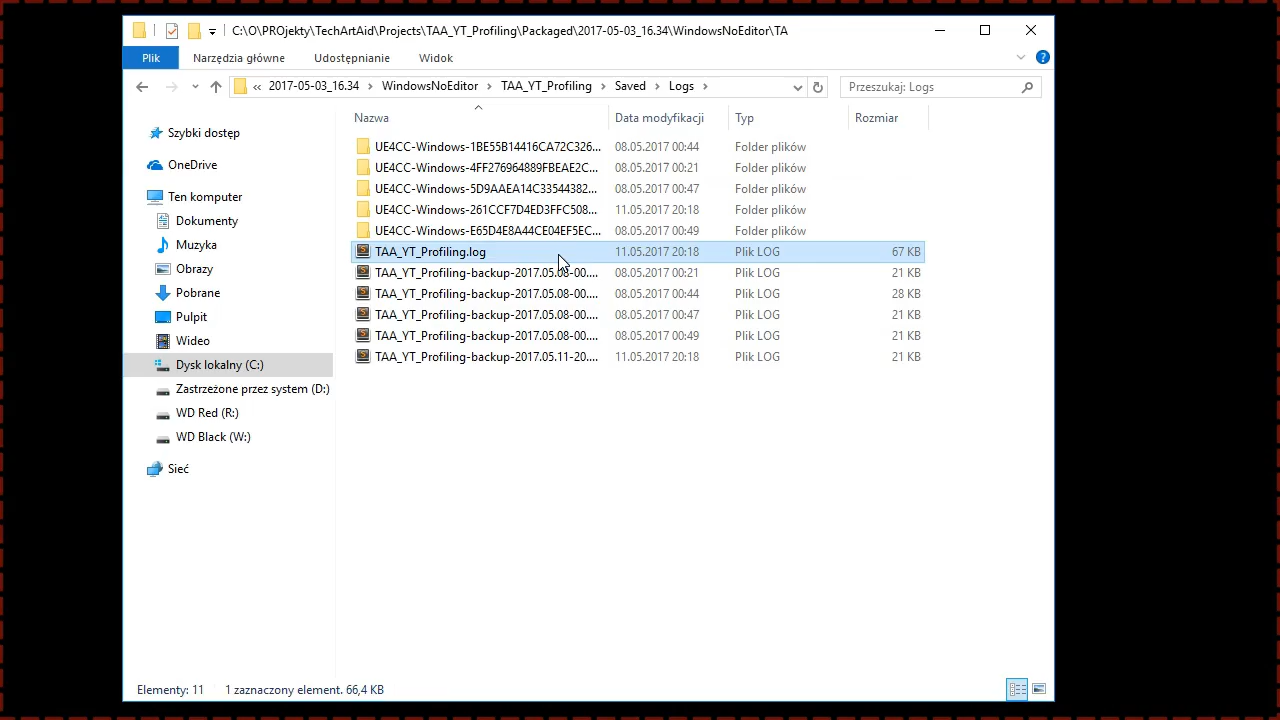 C:\O\PROjekty\TechArtAid\Projects\TAA_YT_Profiling\Packaged\2017-05-03_16.34\WindowsNoEditor\TA
Plik Narzędzia główne Udostępnianie Widok
« 2017-05-03_16.34 › WindowsNoEditor › TAA_YT_Profiling › Saved › Logs › Przeszukaj: Logs
Nazwa Data modyfikacji Typ Rozmiar
Szybki dostęp
OneDrive
Ten komputer
Dokumenty
Muzyka
Obrazy
Pobrane
Pulpit
Wideo
Dysk lokalny (C:)
Zastrzeżone przez system (D:)
WD Red (R:)
WD Black (W:)
Sieć
UE4CC-Windows-1BE55B14416CA72C326... 08.05.2017 00:44 Folder plików
UE4CC-Windows-4FF276964889FBEAE2C... 08.05.2017 00:21 Folder plików
UE4CC-Windows-5D9AAEA14C33544382... 08.05.2017 00:47 Folder plików
UE4CC-Windows-261CCF7D4ED3FFC508... 11.05.2017 20:18 Folder plików
UE4CC-Windows-E65D4E8A44CE04EF5EC... 08.05.2017 00:49 Folder plików
TAA_YT_Profiling.log 11.05.2017 20:18 Plik LOG 67 KB
TAA_YT_Profiling-backup-2017.05.08-00.... 08.05.2017 00:21 Plik LOG 21 KB
TAA_YT_Profiling-backup-2017.05.08-00.... 08.05.2017 00:44 Plik LOG 28 KB
TAA_YT_Profiling-backup-2017.05.08-00.... 08.05.2017 00:47 Plik LOG 21 KB
TAA_YT_Profiling-backup-2017.05.08-00.... 08.05.2017 00:49 Plik LOG 21 KB
TAA_YT_Profiling-backup-2017.05.11-20.... 11.05.2017 20:18 Plik LOG 21 KB
Elementy: 11 1 zaznaczony element. 66,4 KB